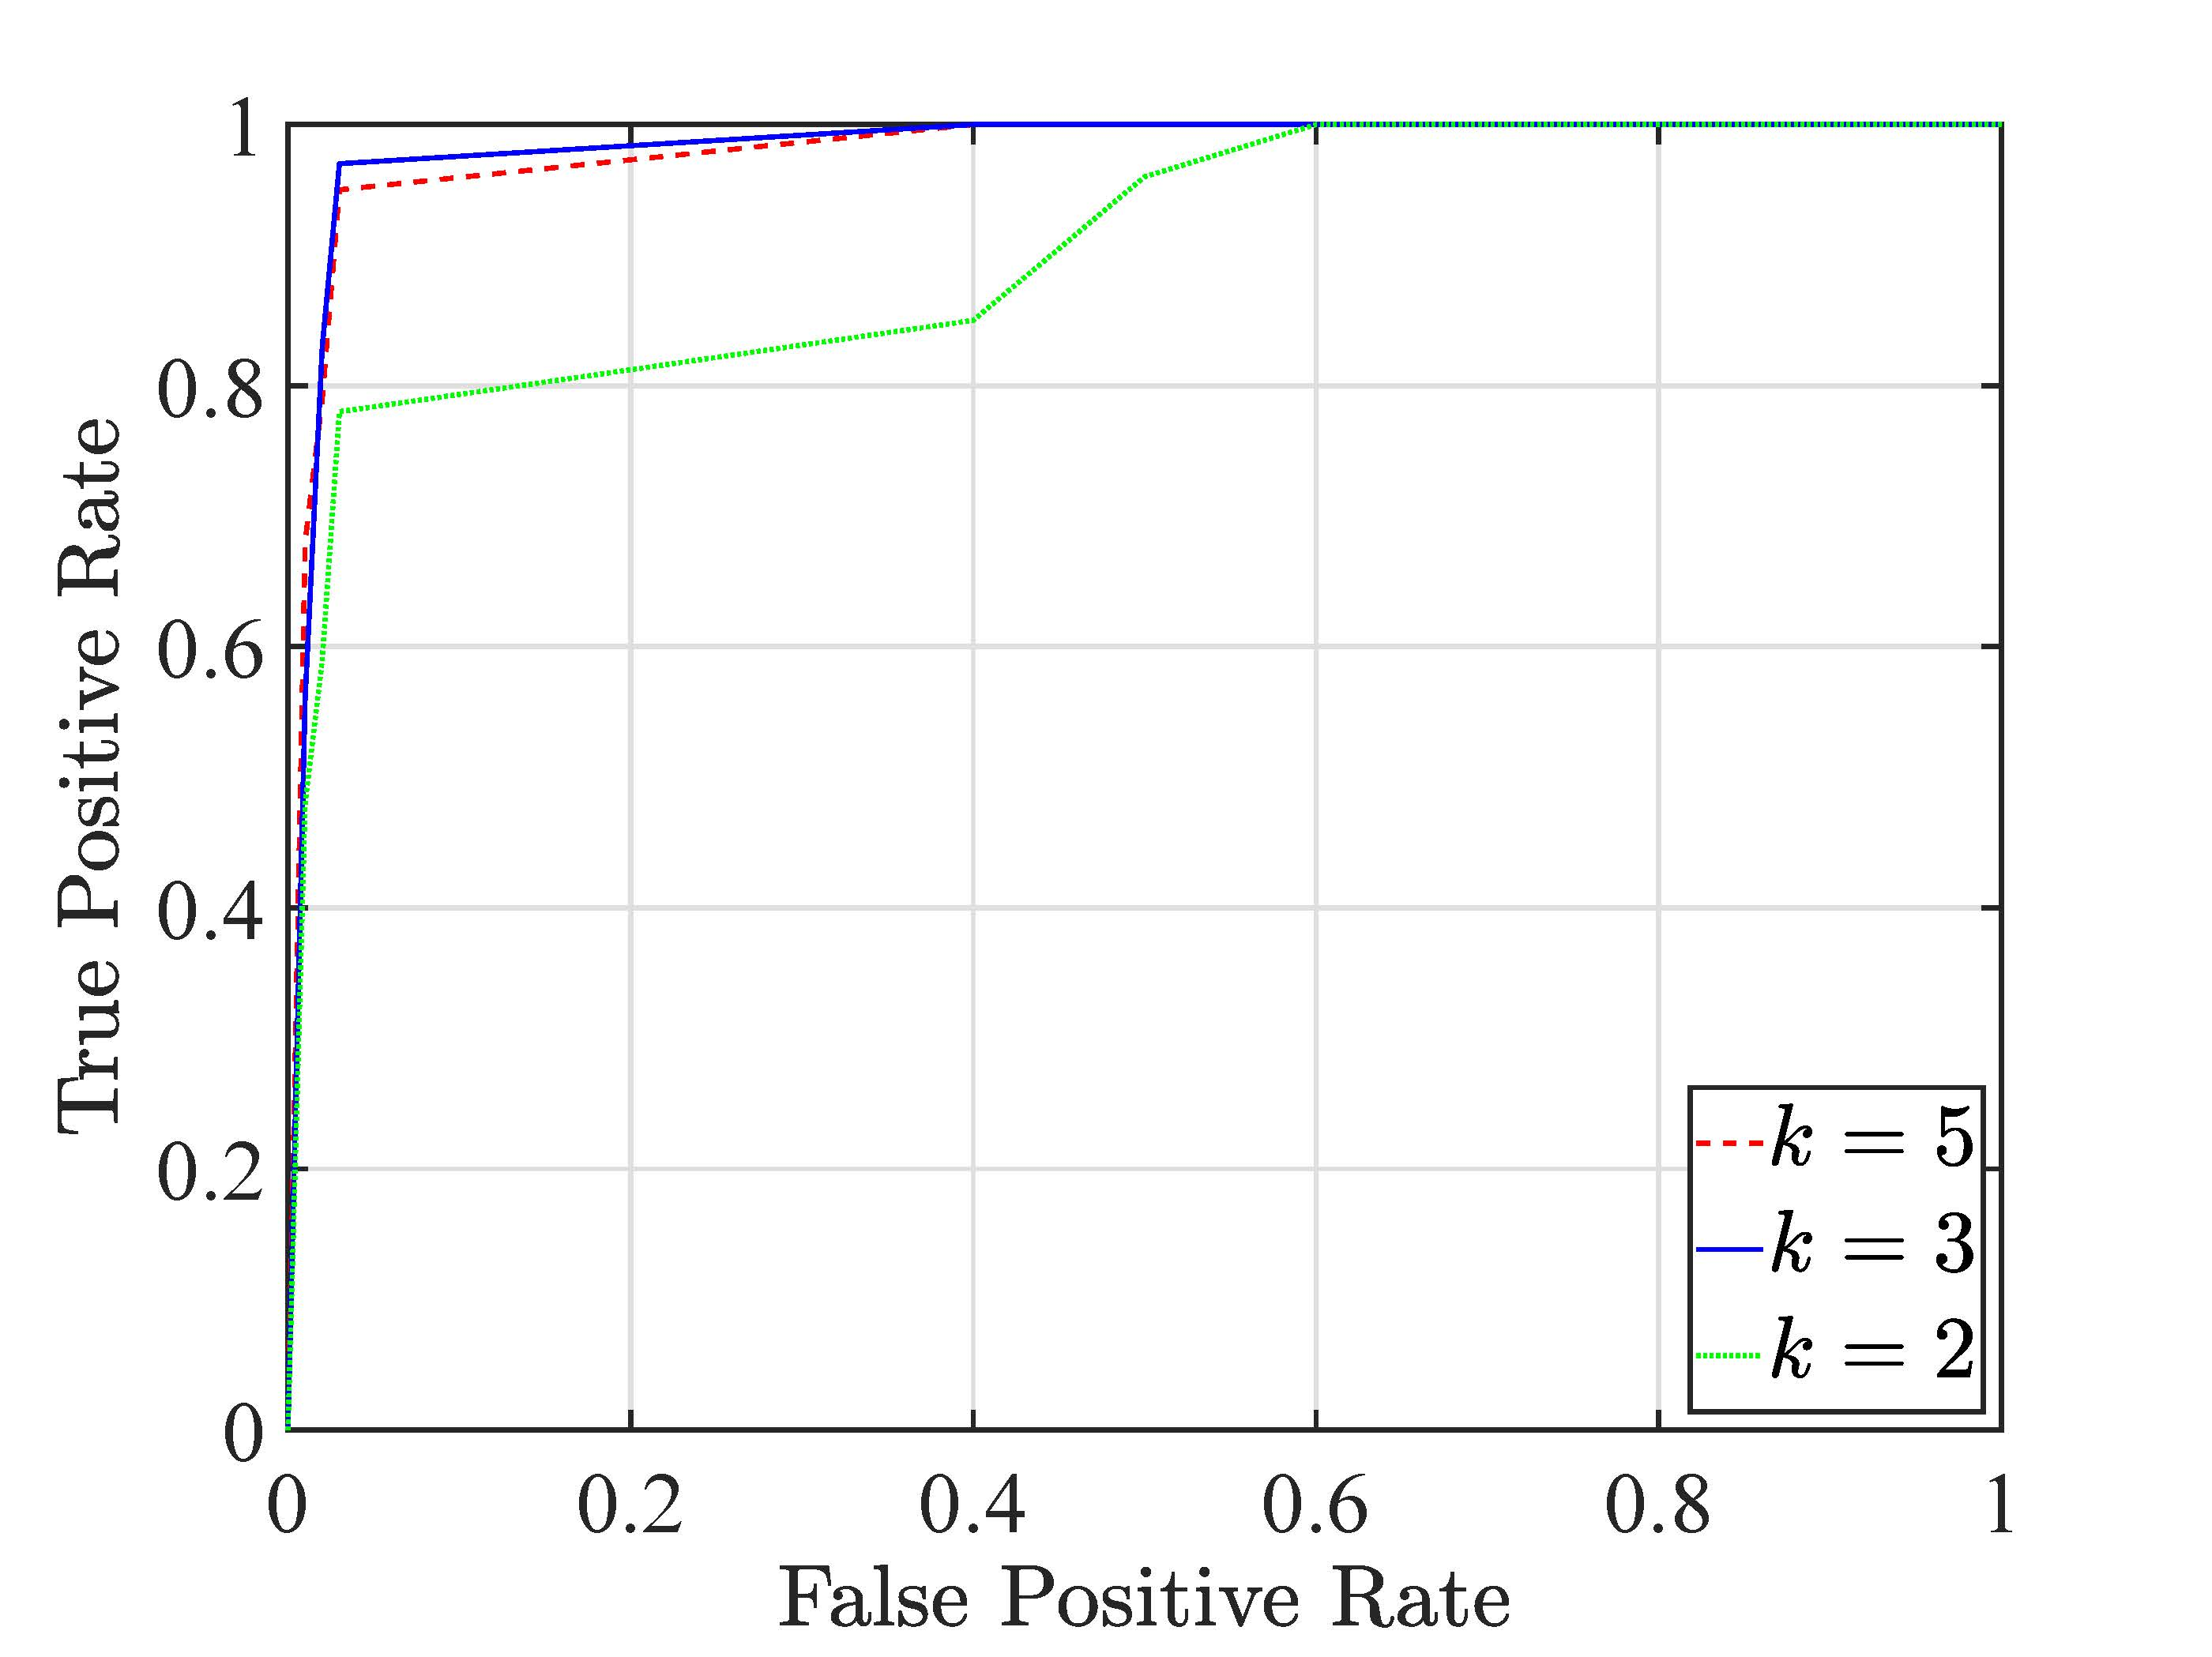 True Positive Rate
1
0.8
0.6
0.4
0.2
0
0 0.2 0.4 0.6 0.8 1
False Positive Rate
k = 5
k = 3
k = 2